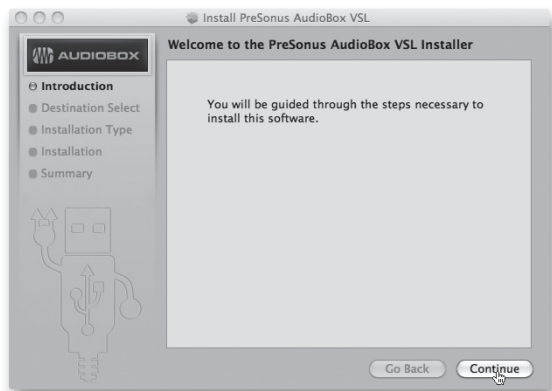 Install PreSonus AudioBox VSL
AUDIOBOX
Welcome to the PreSonus AudioBox VSL Installer
Introduction
Destination Select
Installation Type
Installation
Summary
You will be guided through the steps necessary to
install this software.
Go Back
Continue